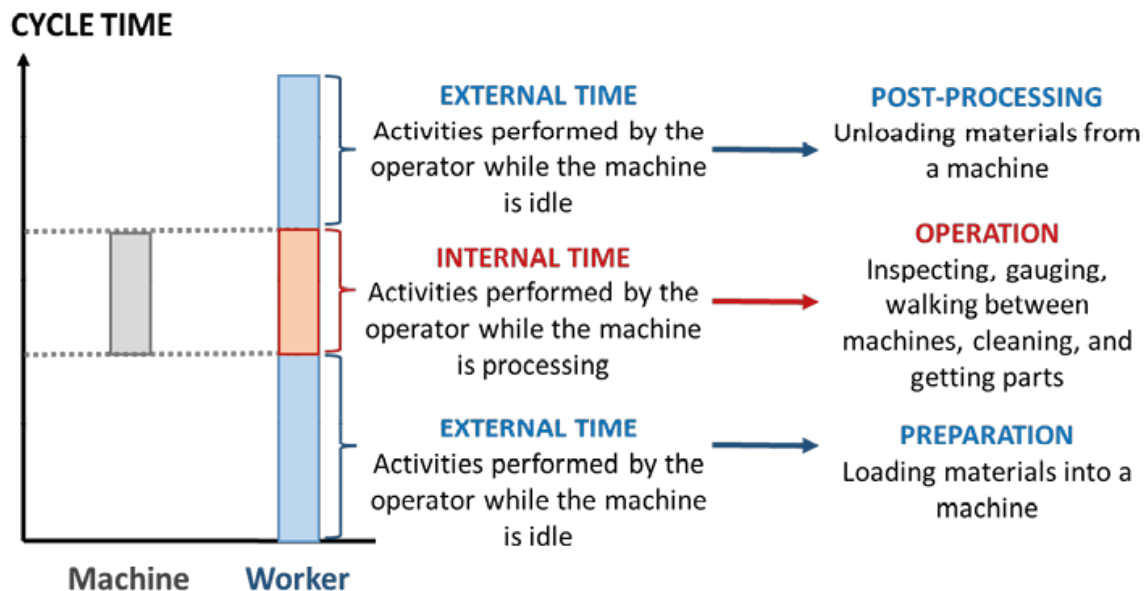 CYCLE TIME
EXTERNAL TIME
Activities performed by the
operator while the machine
is idle
POST-PROCESSING
Unloading materials from
a machine
INTERNAL TIME
Activities performed by the
operator while the machine
is processing
OPERATION
Inspecting, gauging,
walking between
machines, cleaning, and
getting parts
EXTERNAL TIME
Activities performed by the
operator while the machine
is idle
PREPARATION
Loading materials into a
machine
Machine
Worker